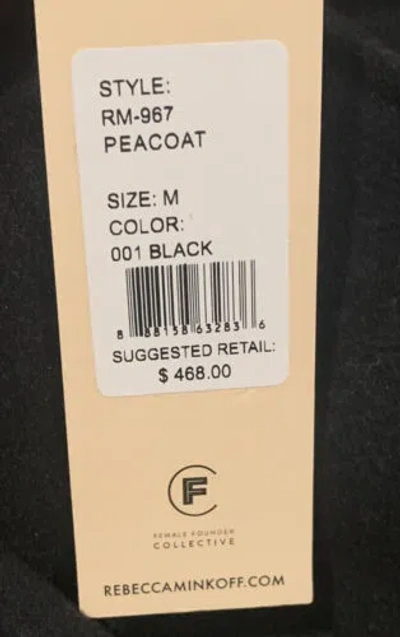 STYLE:
RM-967
PEACOAT
SIZE: M
COLOR:
001 BLACK
8 88158 63283 6
SUGGESTED RETAIL:
$ 468.00
F
FEMALE FOUNDER
COLLECTIVE
REBECCAMINKOFF.COM